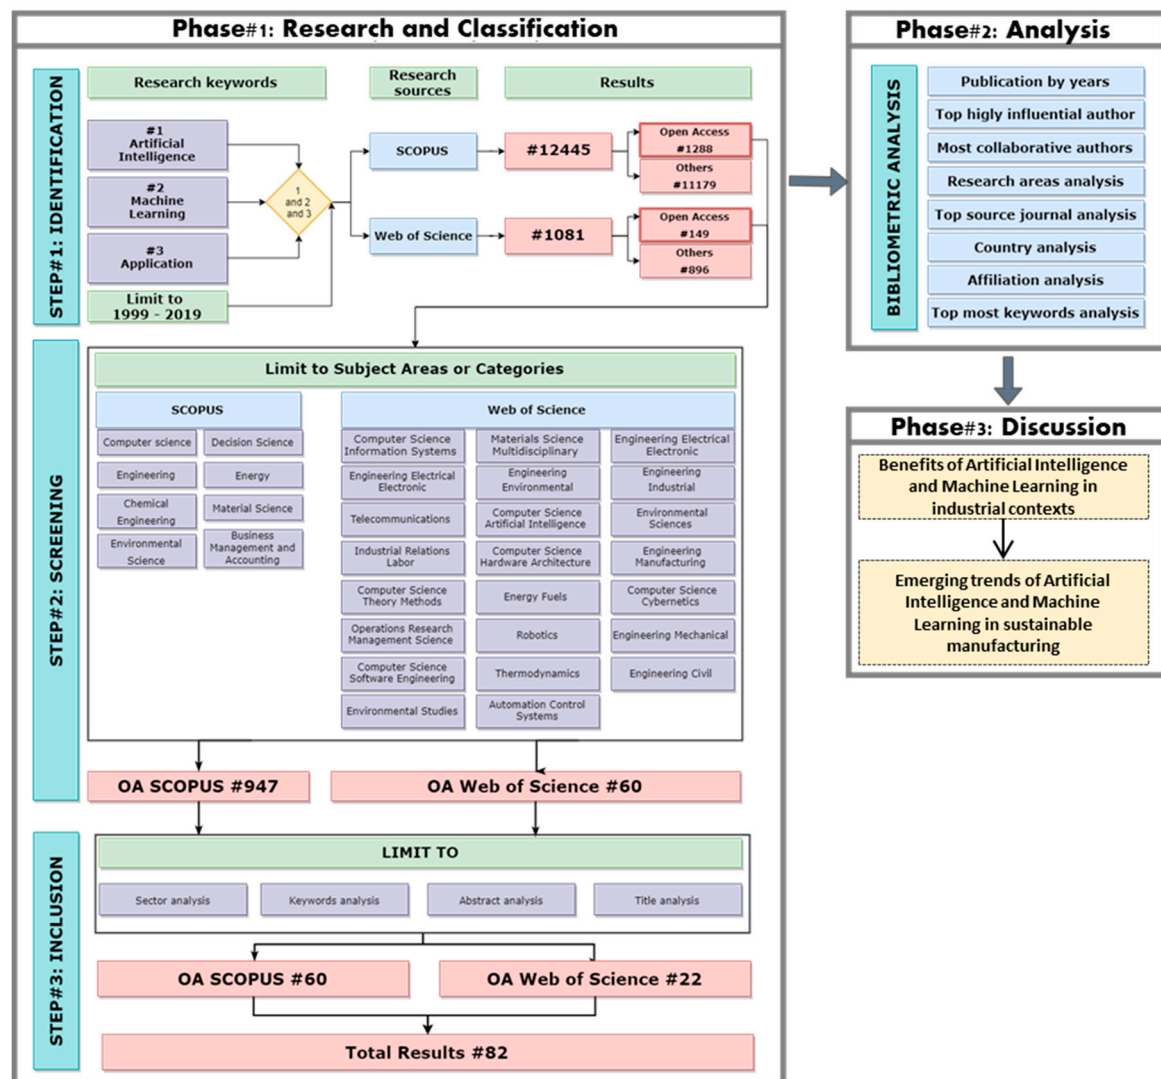 Phase#1: Research and Classification
STEP#1: IDENTIFICATION
Research keywords
Research
sources
Results
#1
Artificial
Intelligence
#2
Machine
Learning
#3
Application
Limit to
1999 - 2019
1
and 2
and 3
SCOPUS
Web of Science
#12445
#1081
Open Access
#1288
Others
#11179
Open Access
#149
Others
#896
STEP#2: SCREENING
Limit to Subject Areas or Categories
SCOPUS
Computer science
Decision Science
Engineering
Energy
Chemical
Engineering
Material Science
Environmental
Science
Business
Management and
Accounting
Web of Science
Computer Science
Information Systems
Materials Science
Multidisciplinary
Engineering Electrical
Electronic
Engineering Electrical
Electronic
Engineering
Environmental
Engineering
Industrial
Telecommunications
Computer Science
Artificial Intelligence
Environmental
Sciences
Industrial Relations
Labor
Computer Science
Hardware Architecture
Engineering
Manufacturing
Computer Science
Theory Methods
Energy Fuels
Computer Science
Cybernetics
Operations Research
Management Science
Robotics
Engineering Mechanical
Computer Science
Software Engineering
Thermodynamics
Engineering Civil
Environmental Studies
Automation Control
Systems
OA SCOPUS #947
OA Web of Science #60
STEP#3: INCLUSION
LIMIT TO
Sector analysis
Keywords analysis
Abstract analysis
Title analysis
OA SCOPUS #60
OA Web of Science #22
Total Results #82
Phase#2: Analysis
BIBLIOMETRIC ANALYSIS
Publication by years
Top higly influential author
Most collaborative authors
Research areas analysis
Top source journal analysis
Country analysis
Affiliation analysis
Top most keywords analysis
Phase#3: Discussion
Benefits of Artificial Intelligence
and Machine Learning in
industrial contexts
Emerging trends of Artificial
Intelligence and Machine
Learning in sustainable
manufacturing